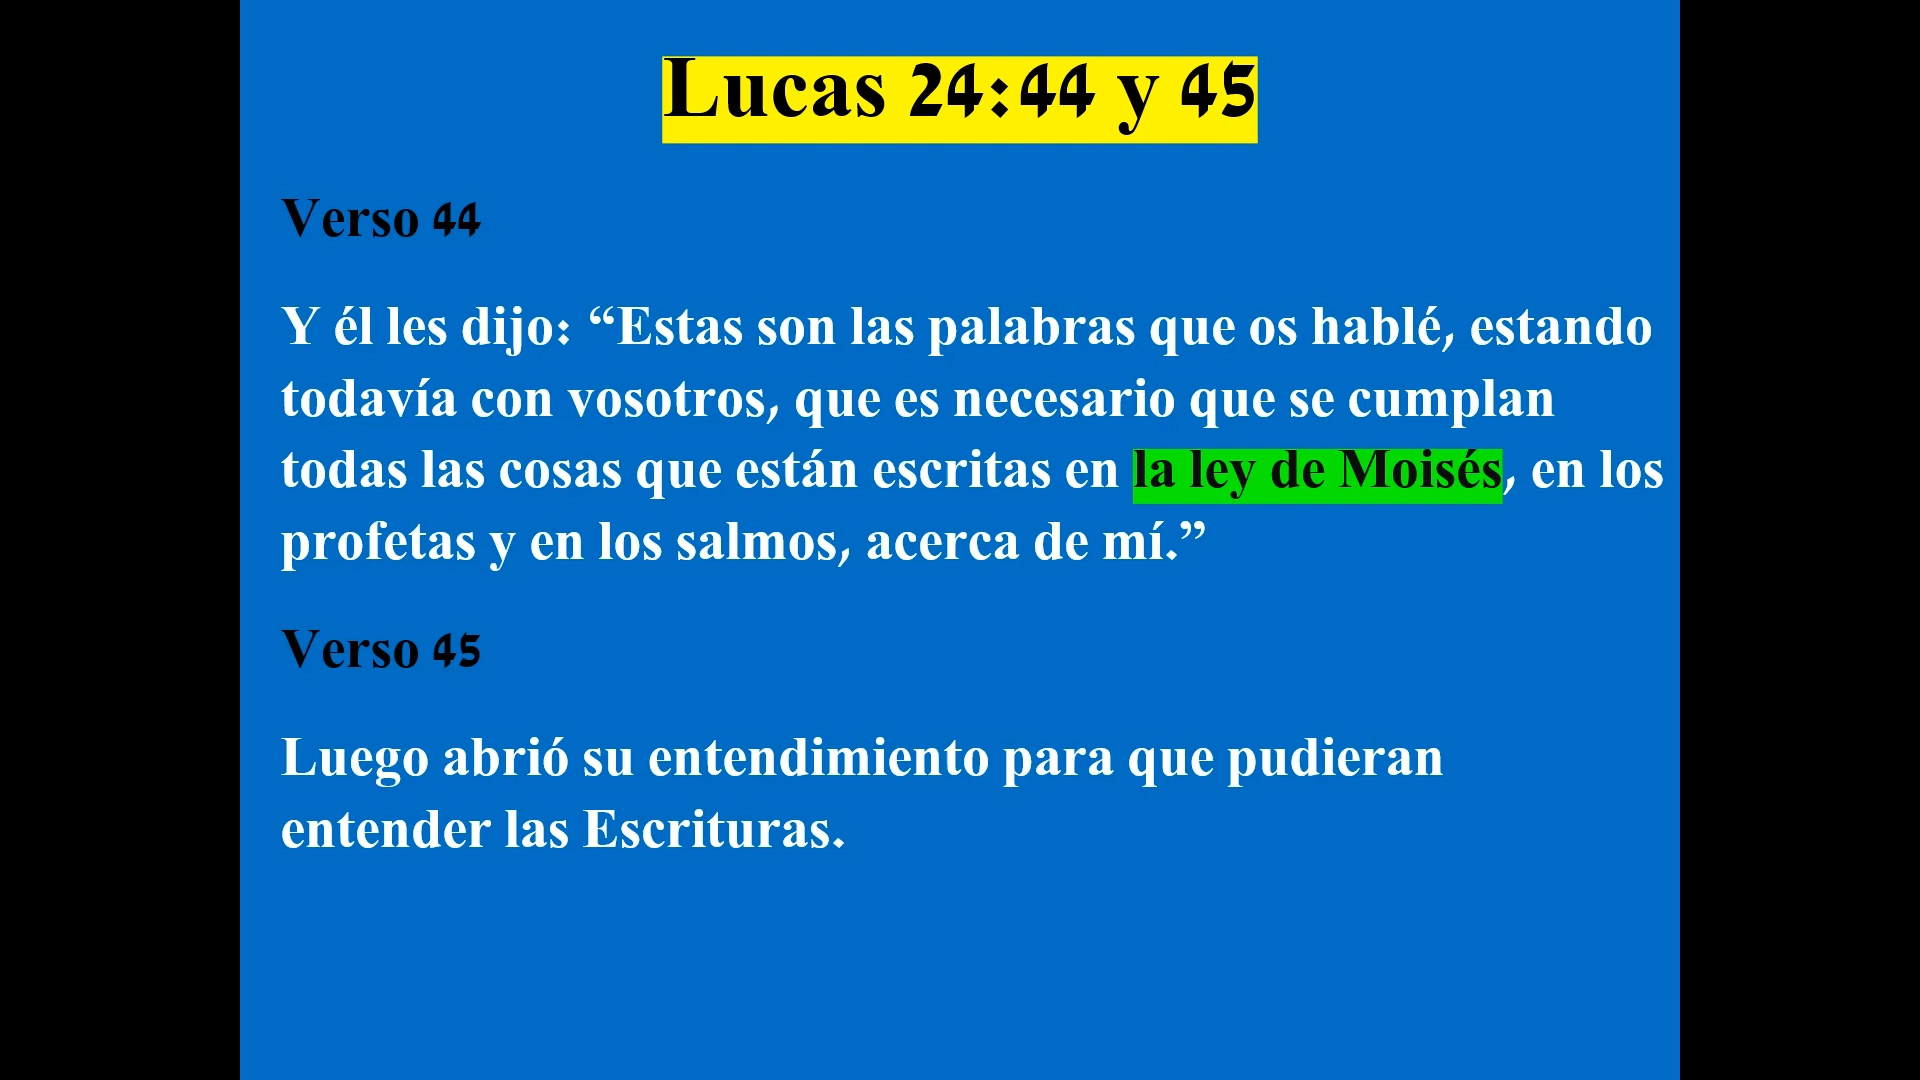 Lucas 24:44 y 45
Verso 44
Y él les dijo: “Estas son las palabras que os hablé, estando
todavía con vosotros, que es necesario que se cumplan
todas las cosas que están escritas en la ley de Moisés, en los
profetas y en los salmos, acerca de mí.”
Verso 45
Luego abrió su entendimiento para que pudieran
entender las Escrituras.